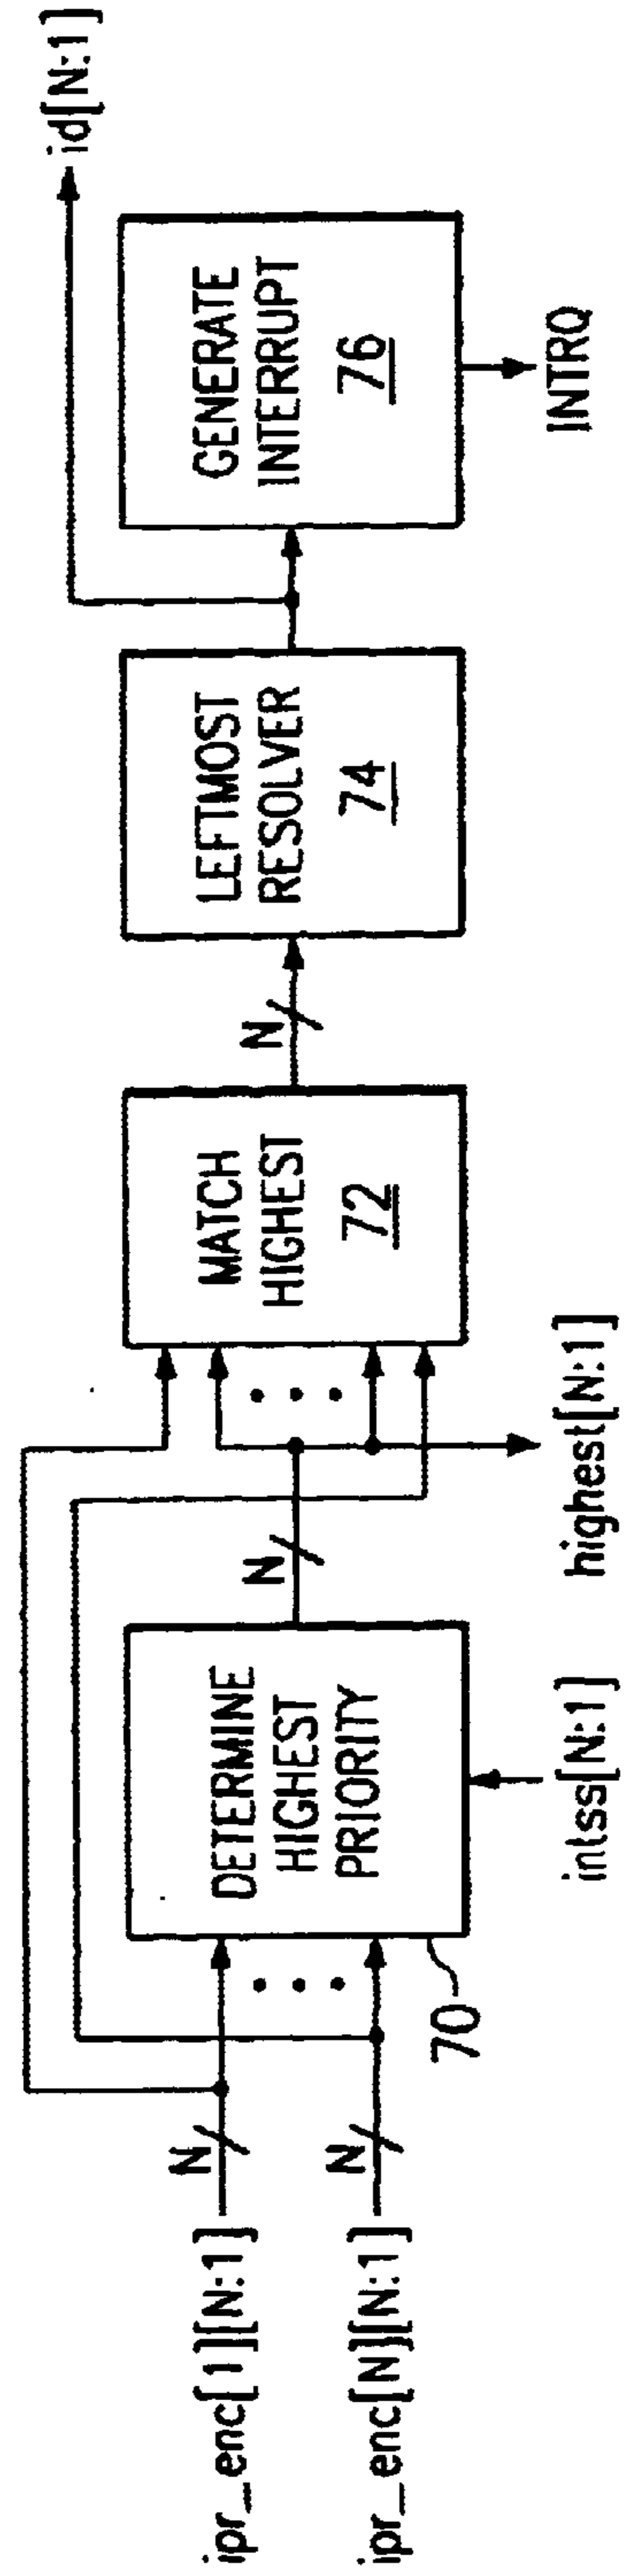 ipr_enc[1][N:1]
N
ipr_enc[N][N:1]
N
70
DETERMINE
HIGHEST
PRIORITY
intss[N:1]
N
highest[N:1]
MATCH
HIGHEST
72
N
LEFTMOST
RESOLVER
74
GENERATE
INTERRUPT
76
INTRQ
id[N:1]